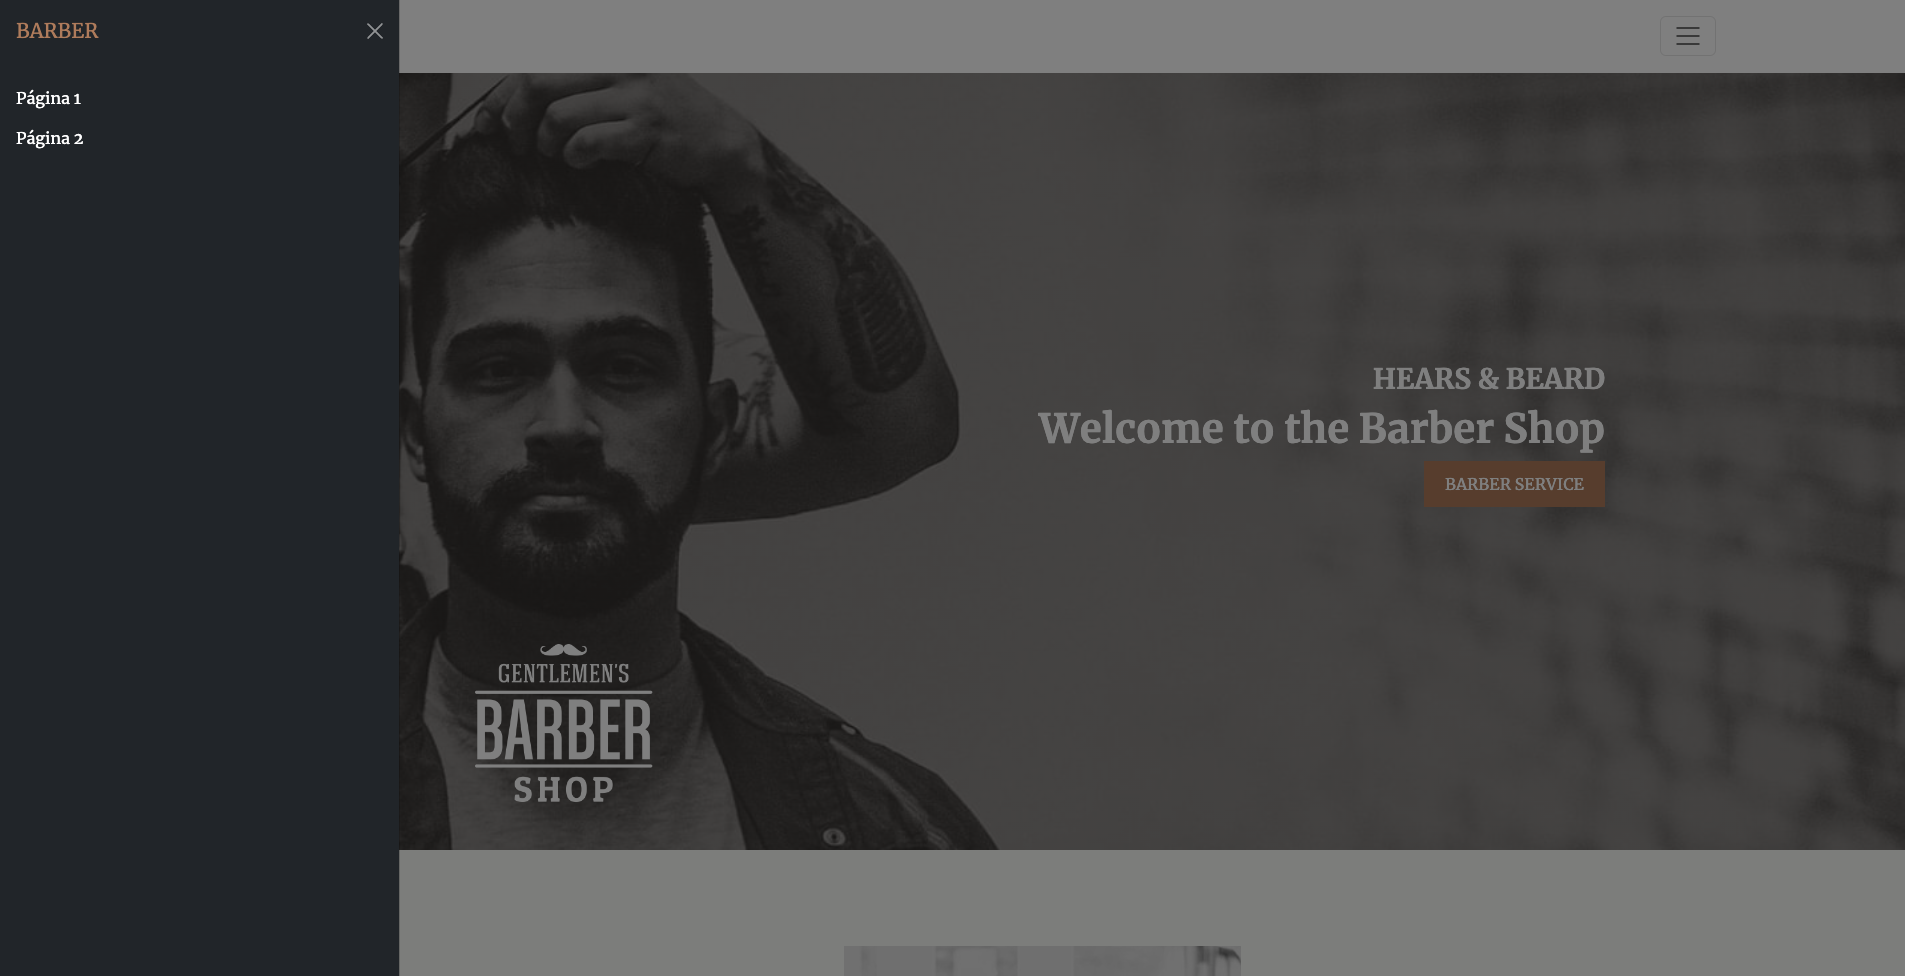 BARBER
Página 1
Página 2
HEARS & BEARD
Welcome to the Barber Shop
BARBER SERVICE
GENTLEMEN'S
BARBER
SHOP